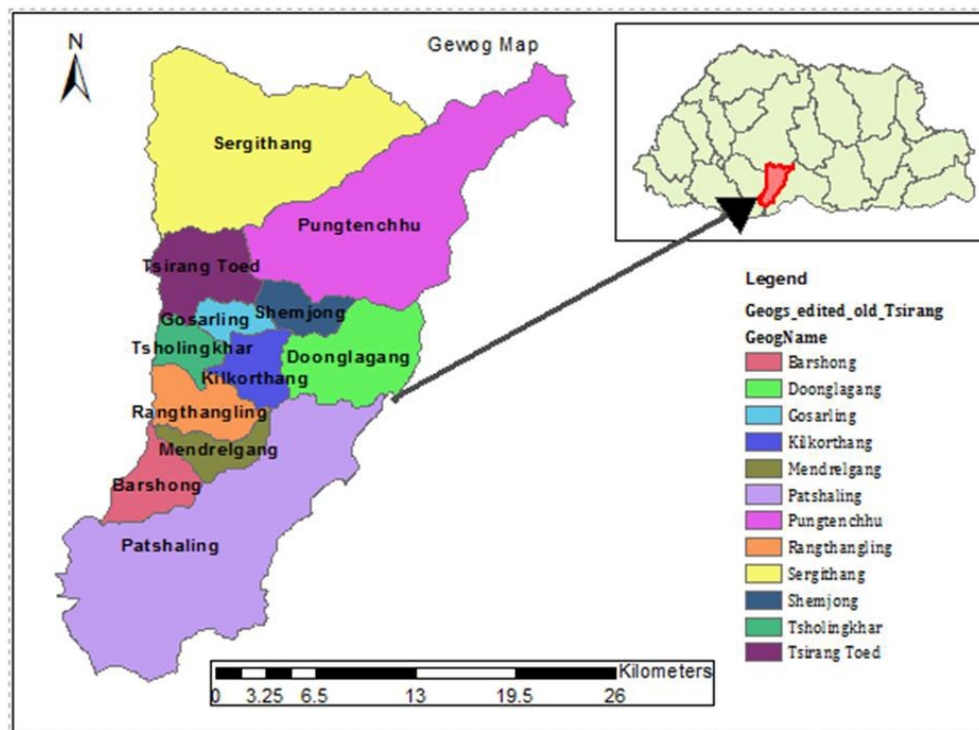 N
Gewog Map
Sergithang
Pungtenchhu
Tsirang Toed
Gosarling
Shemjong
Tsholingkhar
Doonglagang
Kilkorthang
Rangthangling
Mendrelgang
Barshong
Patshaling
Legend
Geogs_edited_old_Tsirang
GeogName
Barshong
Doonglagang
Gosarling
Kilkorthang
Mendrelgang
Patshaling
Pungtenchhu
Rangthangling
Sergithang
Shemjong
Tsholingkhar
Tsirang Toed
Kilometers
0 3.25 6.5 13 19.5 26